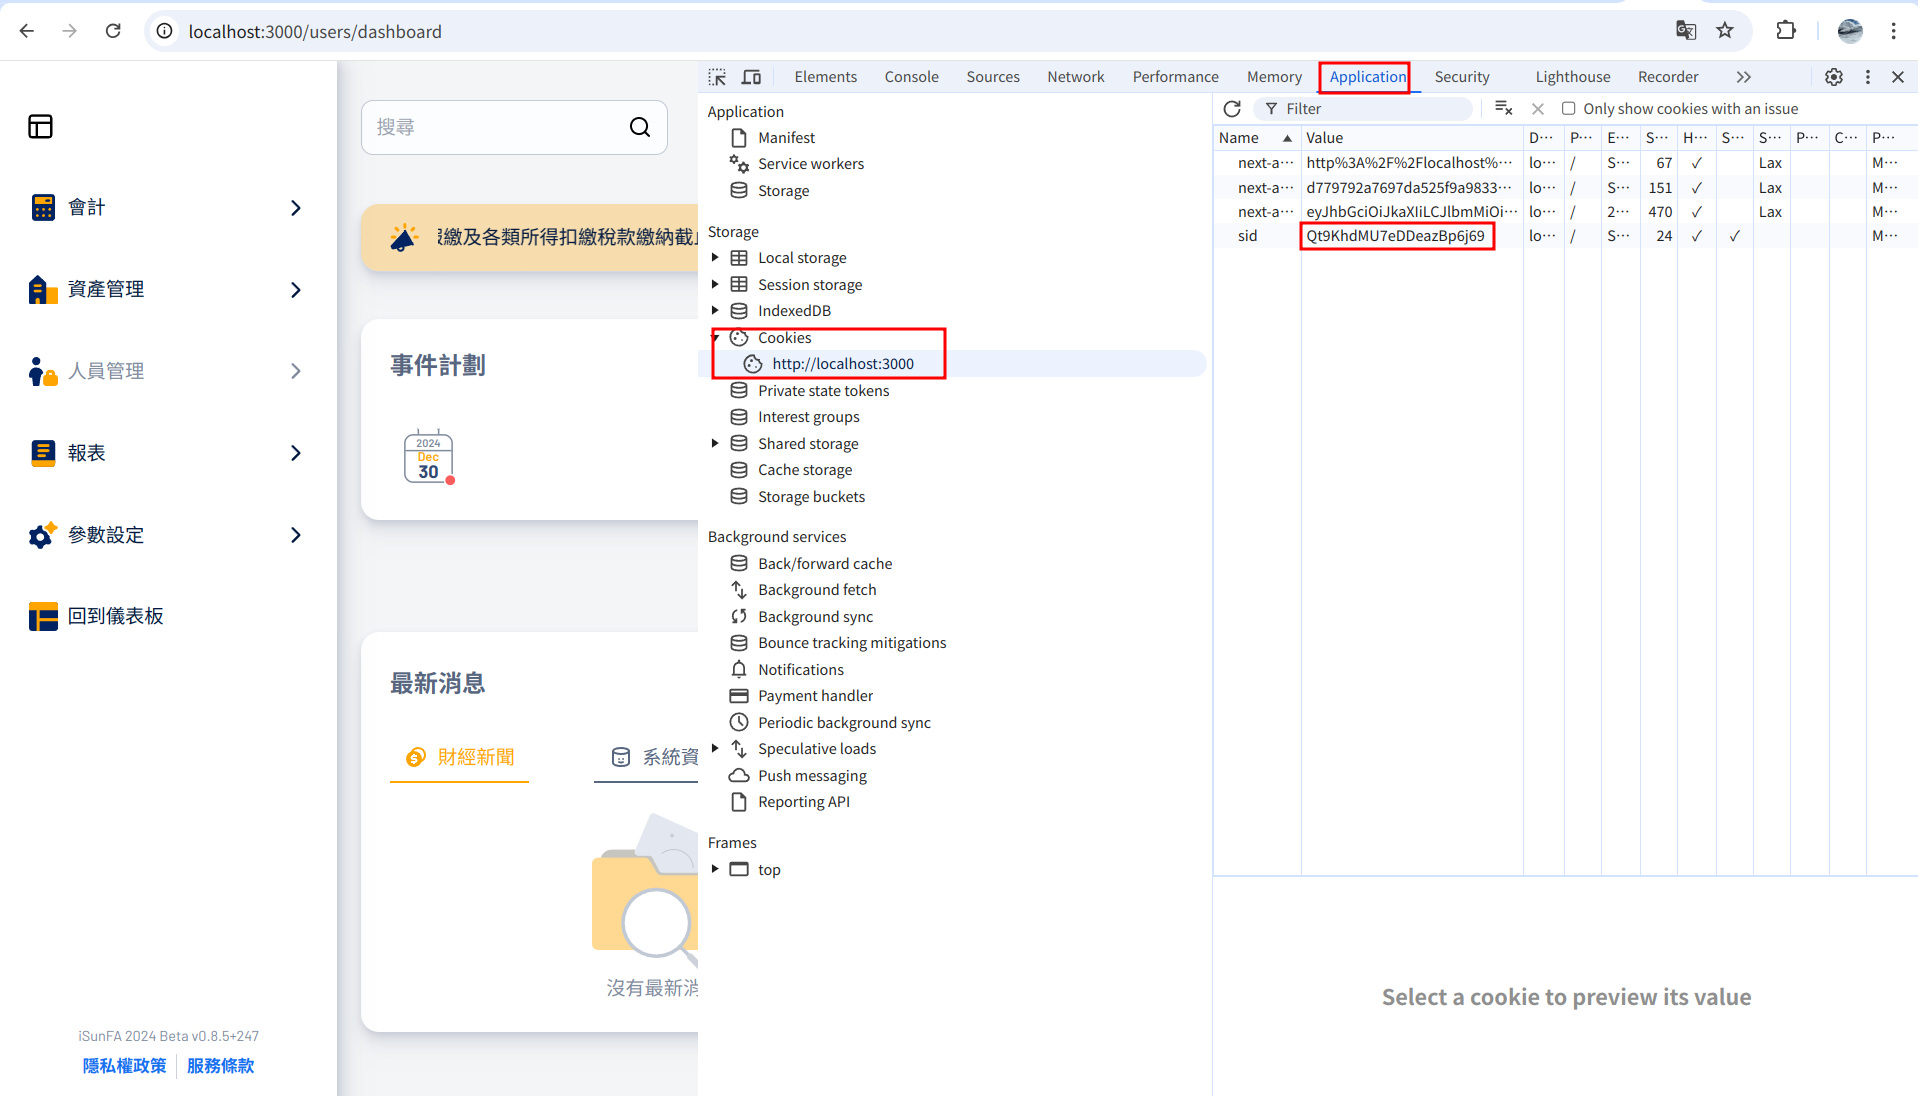 localhost:3000/users/dashboard
搜尋
會計
資產管理
人員管理
報表
參數設定
回到儀表板
iSunFA 2024 Beta v0.8.5+247
隱私權政策
服務條款
繳及各類所得扣繳稅款繳納截
事件計劃
2024
Dec
30
最新消息
財經新聞
系統資
沒有最新消
Elements
Console
Sources
Network
Performance
Memory
Application
Security
Lighthouse
Recorder
Application
Manifest
Service workers
Storage
Storage
Local storage
Session storage
IndexedDB
Cookies
http://localhost:3000
Private state tokens
Interest groups
Shared storage
Cache storage
Storage buckets
Background services
Back/forward cache
Background fetch
Background sync
Bounce tracking mitigations
Notifications
Payment handler
Periodic background sync
Speculative loads
Push messaging
Reporting API
Frames
top
Filter
Only show cookies with an issue
Name Value D… P… E… S… H… S… S… P… C… P…
next-a… http%3A%2F%2Flocalhost%… lo… / S… 67 ✓ Lax M…
next-a… d779792a7697da525f9a9833… lo… / S… 151 ✓ Lax M…
next-a… eyJhbGciOiJkaXIiLCJlbmMiOi… lo… / 2… 470 ✓ Lax M…
sid Qt9KhdMU7eDDeazBp6j69 lo… / S… 24 ✓ ✓ M…
Select a cookie to preview its value